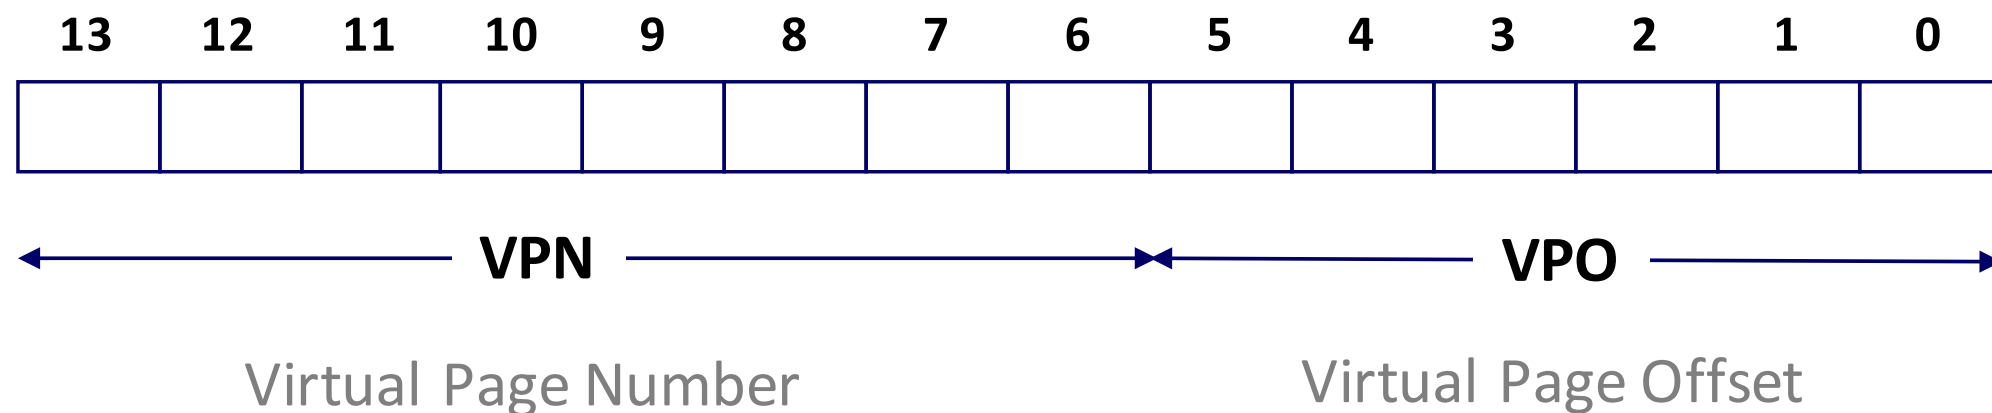 13 12 11 10 9 8 7 6 5 4 3 2 1 0
VPN VPO
Virtual Page Number Virtual Page Offset